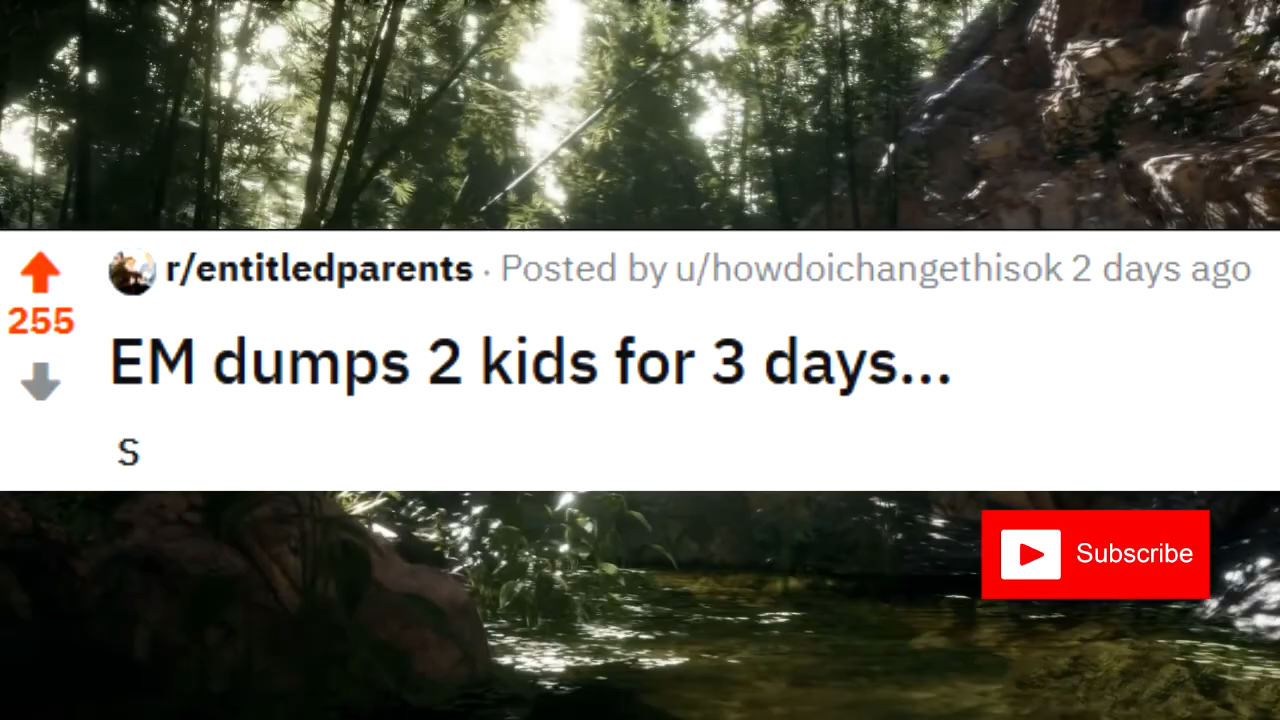 r/entitledparents · Posted by u/howdoichangethisok 2 days ago
255
EM dumps 2 kids for 3 days...
S
Subscribe